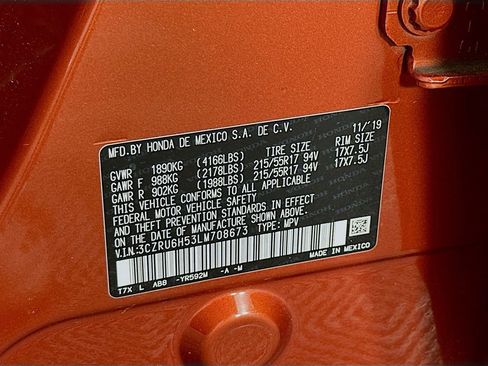 MFD.BY HONDA DE MEXICO S.A. DE C.V. 11/'19
TIRE SIZE RIM SIZE
GVWR 1890KG (4166LBS)
GAWR F 988KG (2178LBS) 215/55R17 94V 17X7.5J
GAWR R 902KG (1988LBS) 215/55R17 94V 17X7.5J
THIS VEHICLE CONFORMS TO ALL APPLICABLE
FEDERAL MOTOR VEHICLE SAFETY, BUMPER, AND
THEFT PREVENTION STANDARDS IN EFFECT
ON THE DATE OF MANUFACTURE SHOWN ABOVE.
V.I.N.:3CZRU6H53LM708673 TYPE: MPV
MADE IN MEXICO
T7X L ABB -YR592M -A -M